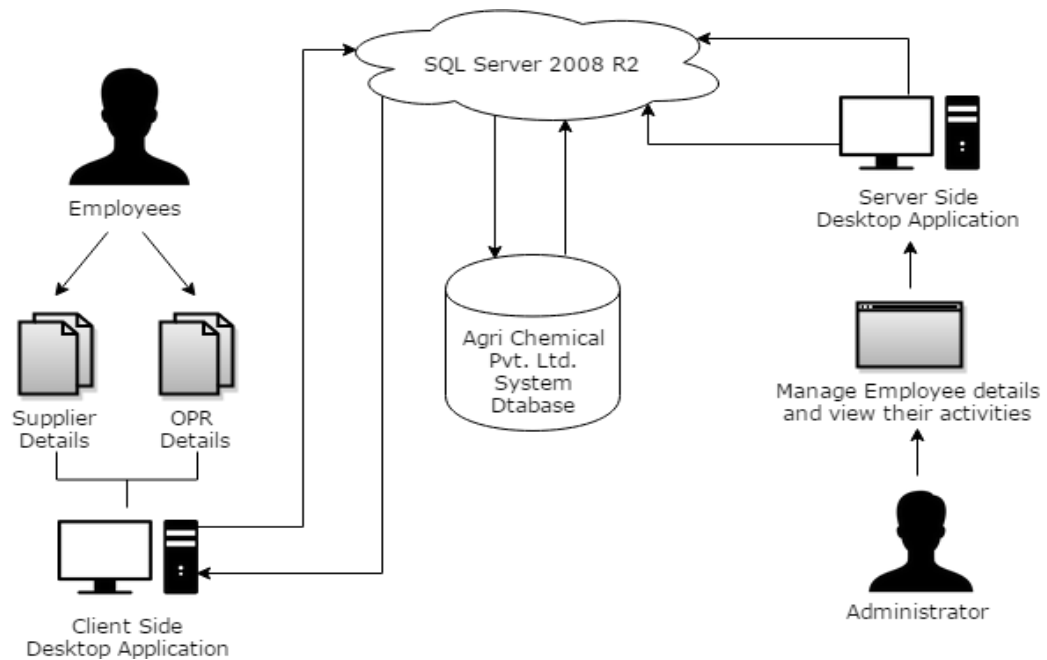 SQL Server 2008 R2
Employees
Server Side
Desktop Application
Agri Chemical
Pvt. Ltd.
System
Dtabase
Manage Employee details
and view their activities
Supplier
Details
OPR
Details
Administrator
Client Side
Desktop Application